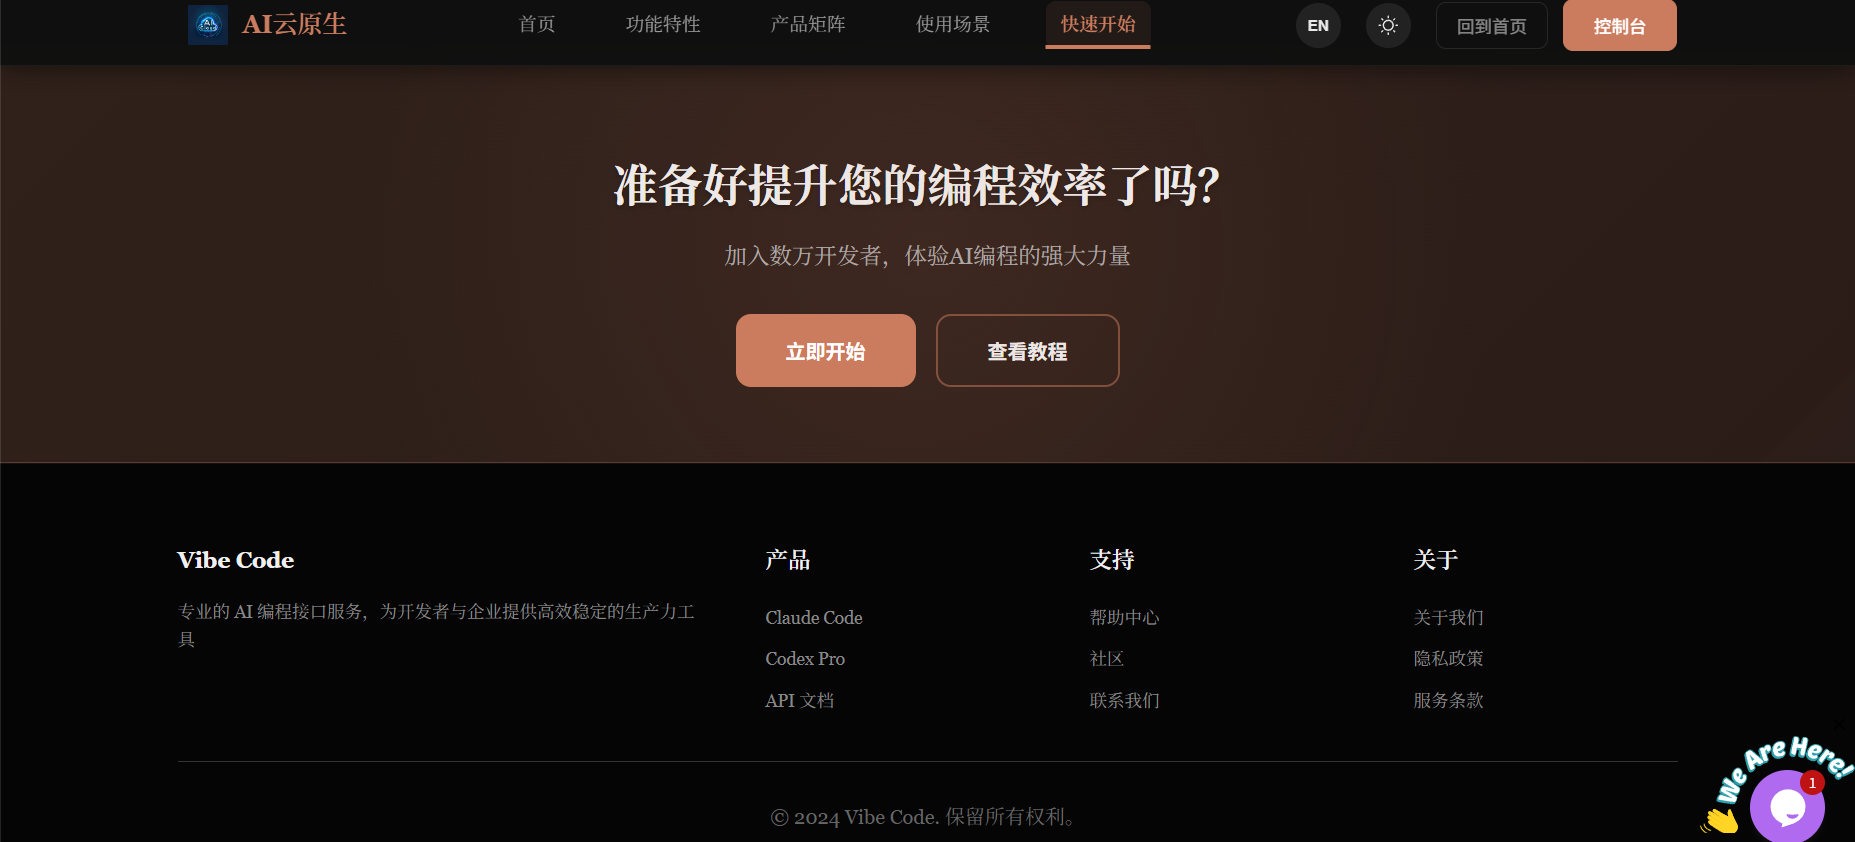 AI云原生
首页
功能特性
产品矩阵
使用场景
快速开始
EN
回到首页
控制台
准备好提升您的编程效率了吗?
加入数万开发者，体验AI编程的强大力量
立即开始
查看教程
Vibe Code
专业的 AI 编程接口服务，为开发者与企业提供高效稳定的生产力工
具
产品
Claude Code
Codex Pro
API 文档
支持
帮助中心
社区
联系我们
关于
关于我们
隐私政策
服务条款
We Are Here!
1
© 2024 Vibe Code. 保留所有权利。